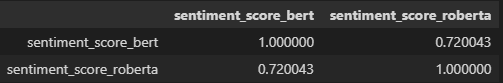 sentiment_score_bert sentiment_score_roberta
sentiment_score_bert 1.000000 0.720043
sentiment_score_roberta 0.720043 1.000000